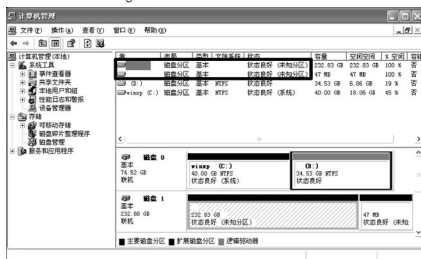 计算机管理
文件(F) 操作(A) 查看(V) 窗口(W) 帮助(H)
计算机管理(本地)
系统工具
事件查看器
共享文件夹
本地用户和组
性能日志和警报
设备管理器
存储
可移动存储
磁盘碎片整理程序
磁盘管理
服务和应用程序
卷 布局 类型 文件系统 状态 容量 空闲空间 % 空闲
磁盘分区 基本 状态良好 (未知分区) 232.83 GB 232.83 GB 100 % 否
磁盘分区 基本 状态良好 (未知分区) 47 MB 47 MB 100 % 否
磁盘分区 基本 NTFS 状态良好 34.53 GB 6.86 GB 19 % 否
winxp (C:) 磁盘分区 基本 NTFS 状态良好 (系统) 40.00 GB 18.06 GB 45 % 否
磁盘 0
基本
74.52 GB
联机
winxp (C:)
40.00 GB NTFS
状态良好 (系统)
34.53 GB NTFS
状态良好
磁盘 1
基本
232.88 GB
联机
232.83 GB
状态良好 (未知分区)
47 MB
状态良好 (未知
主要磁盘分区 扩展磁盘分区 逻辑驱动器